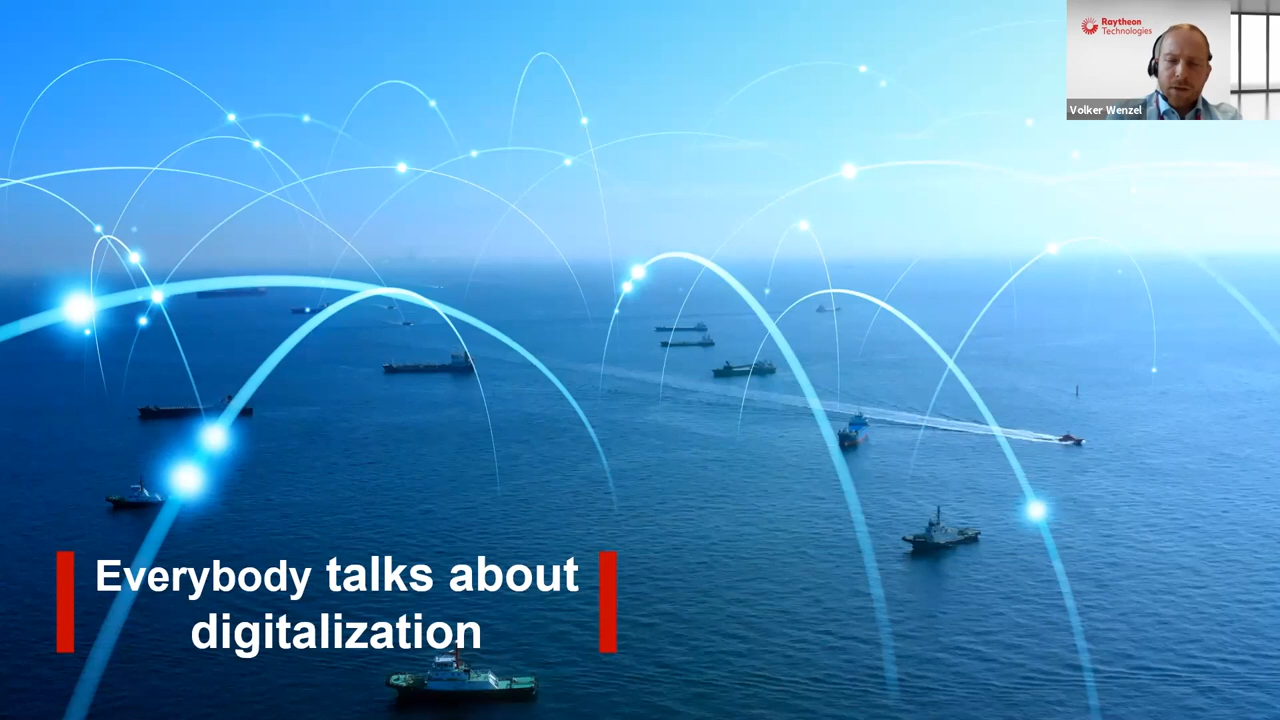 Raytheon
Technologies
Volker Wenzel
Everybody talks about
digitalization